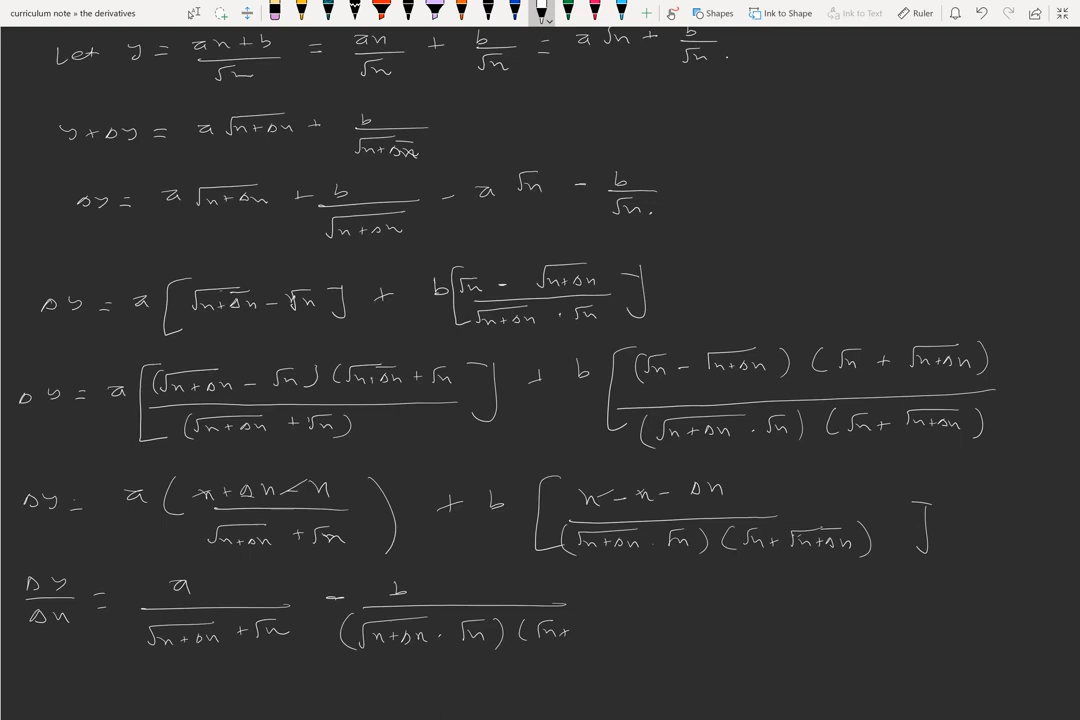 curriculum note » the derivatives
Shapes Ink to Shape Ink to Text Ruler
Let y = (ax + b)/√x = ax/√x + b/√x = a√x + b/√x .
y + Δy = a√(x+Δx) + b/√(x+Δx)
Δy = a√(x+Δx) + b/√(x+Δx) - a√x - b/√x .
Δy = a[√(x+Δx) - √x] + b[(√x - √(x+Δx))/(√(x+Δx) · √x)]
Δy = a[(√(x+Δx) - √x)(√(x+Δx) + √x/(√(x+Δx) + √x)] + b[(√x - √(x+Δx))(√x + √(x+Δx))/((√(x+Δx) · √x)(√x + √(x+Δx))]
Δy = a((x + Δx - x)/(√(x+Δx) + √x)) + b[(x - x - Δx)/((√(x+Δx) · √x)(√x + √(x+Δx))]
Δy/Δx = a/(√(x+Δx) + √x) - b/(√(x+Δx) · √x)(√x+